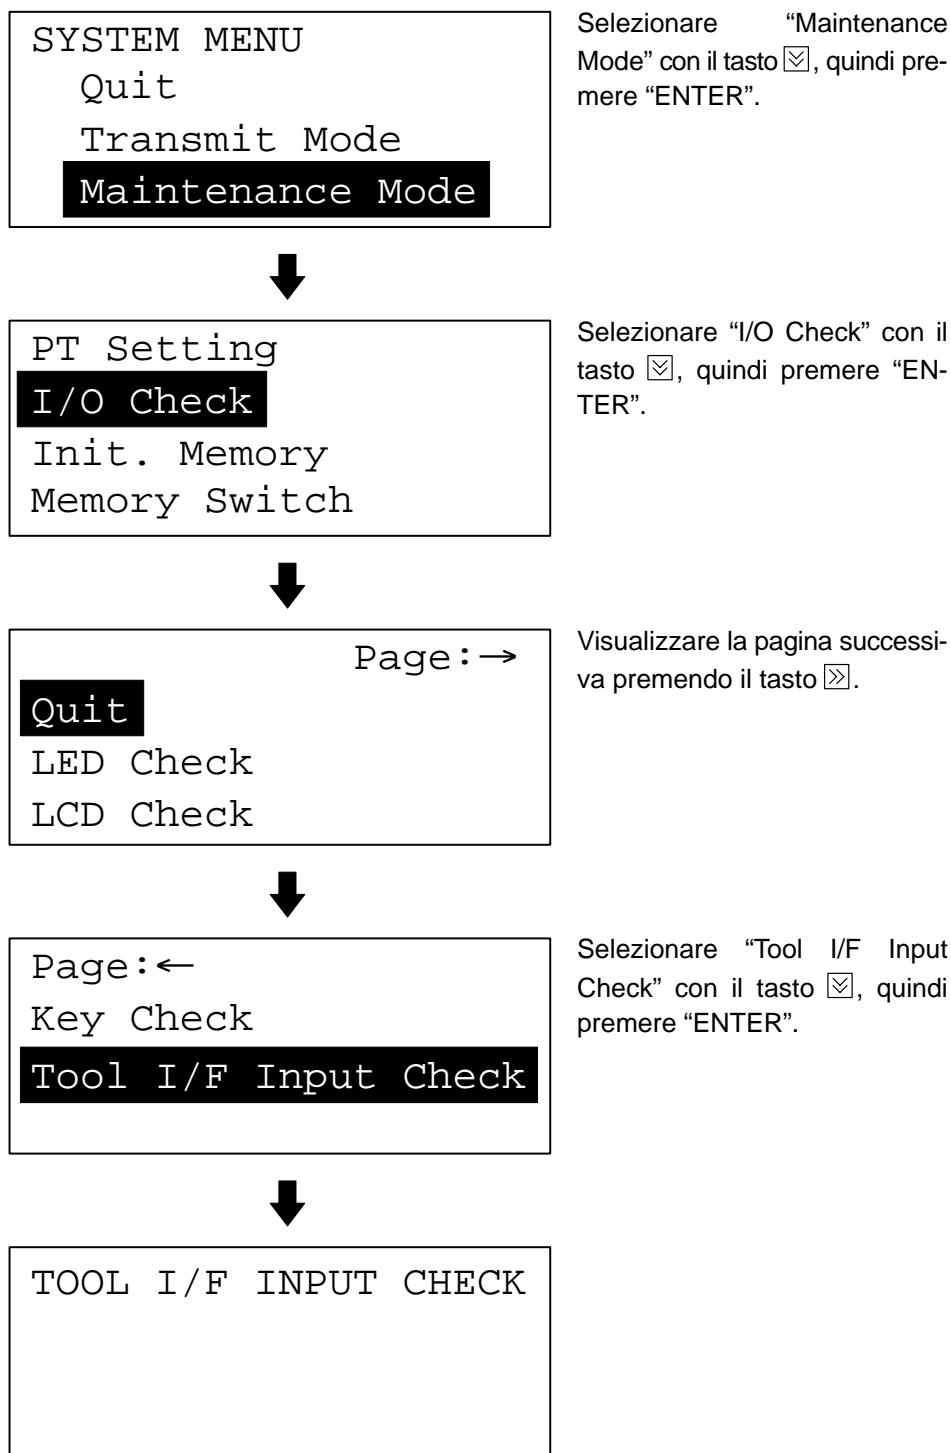 SYSTEM MENU
Quit
Transmit Mode
Maintenance Mode
Selezionare “Maintenance
Mode” con il tasto , quindi pre-
mere “ENTER”.
PT Setting
I/O Check
Init. Memory
Memory Switch
Selezionare “I/O Check” con il
tasto , quindi premere “EN-
TER”.
Page:→
Quit
LED Check
LCD Check
Visualizzare la pagina successi-
va premendo il tasto .
Page:←
Key Check
Tool I/F Input Check
Selezionare “Tool I/F Input
Check” con il tasto , quindi
premere “ENTER”.
TOOL I/F INPUT CHECK